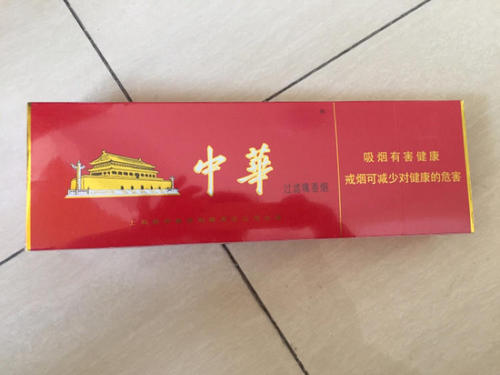 中華
过滤嘴香烟
吸烟有害健康
戒烟可减少对健康的危害